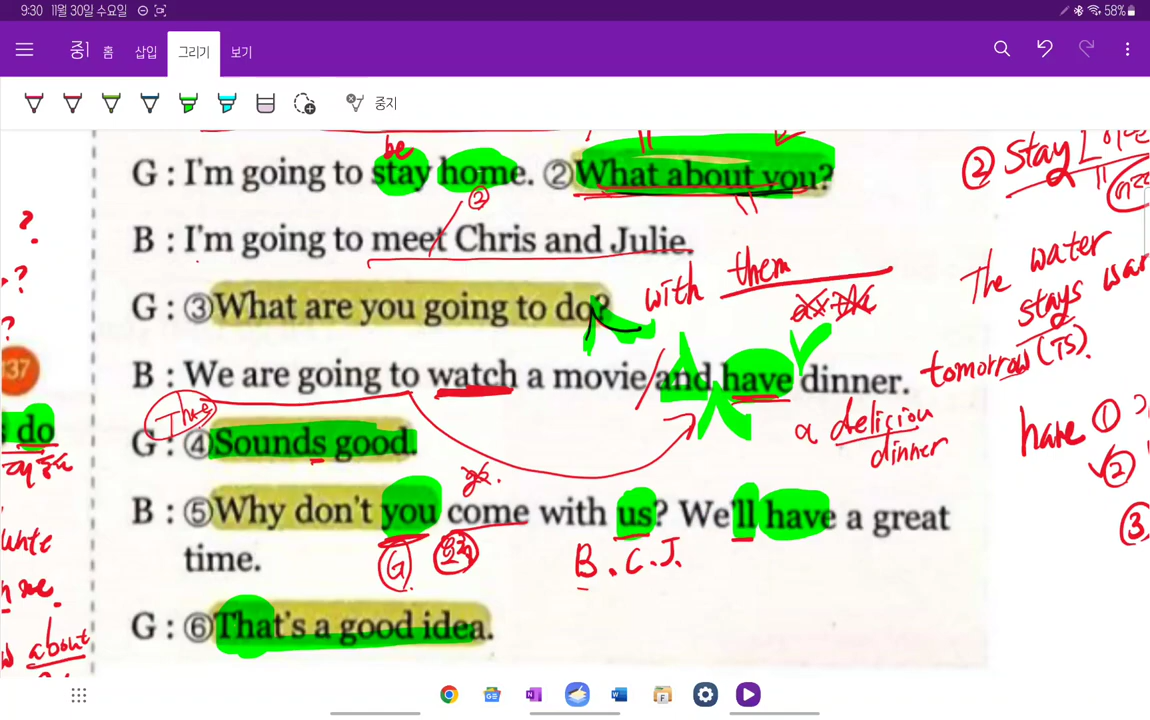 9:30 11월 30일 수요일 58%
중1 홈 삽입 그리기 보기
중지
be
G : I'm going to stay home. ②What about you?
②
② stay
B : I'm going to meet Chris and Julie.
with them
The water
stays
tomorrow
G : ③What are you going to do?
B : We are going to watch a movie and have dinner.
a delicion
dinner
have ①
②
③
137
do
G : ④Sounds good.
B : ⑤Why don't you come with us? We'll have a great
time.
G
B. C. J.
me.
about
G : ⑥That's a good idea.